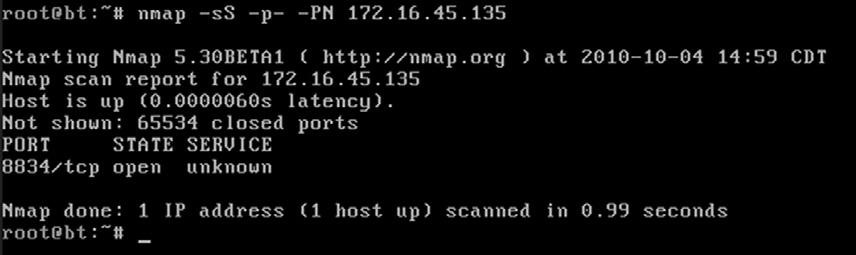 root@bt:~# nmap -sS -p- -PN 172.16.45.135
Starting Nmap 5.30BETA1 ( http://nmap.org ) at 2010-10-04 14:59 CDT
Nmap scan report for 172.16.45.135
Host is up (0.0000060s latency).
Not shown: 65534 closed ports
PORT     STATE SERVICE
8834/tcp open  unknown
Nmap done: 1 IP address (1 host up) scanned in 0.99 seconds
root@bt:~# _